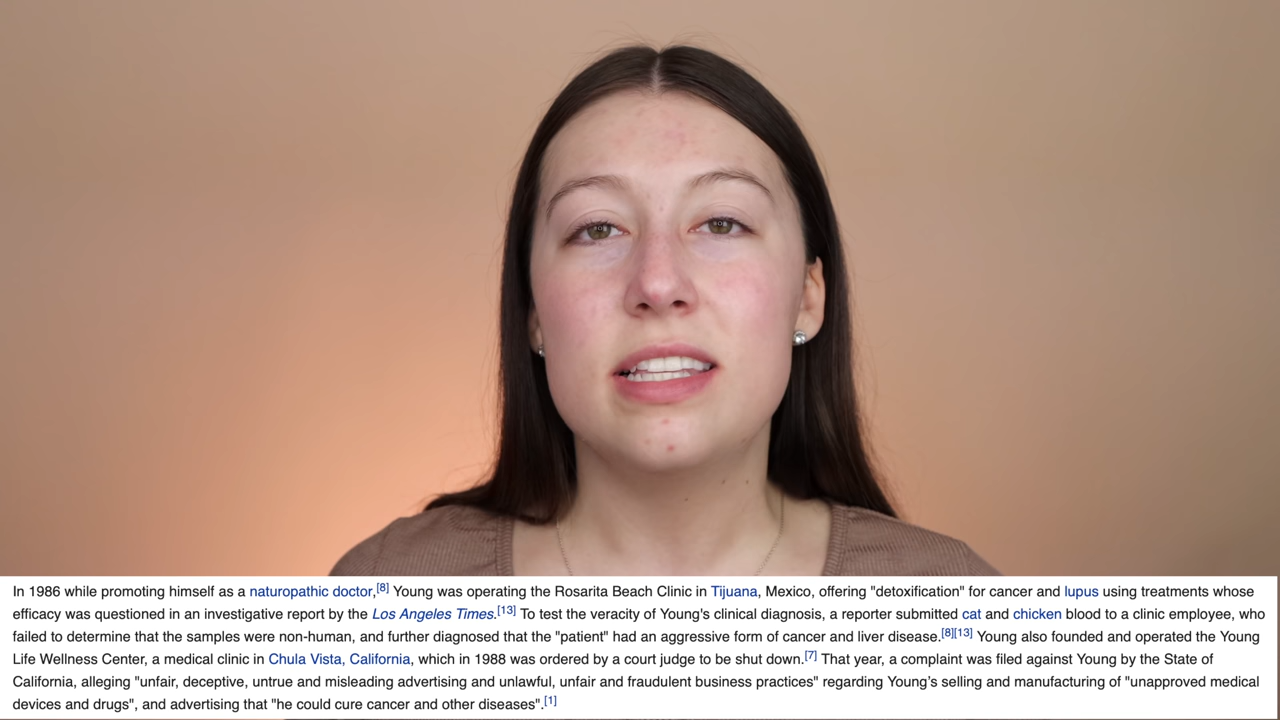 In 1986 while promoting himself as a naturopathic doctor,[8] Young was operating the Rosarita Beach Clinic in Tijuana, Mexico, offering "detoxification" for cancer and lupus using treatments whose
efficacy was questioned in an investigative report by the Los Angeles Times.[13] To test the veracity of Young's clinical diagnosis, a reporter submitted cat and chicken blood to a clinic employee, who
failed to determine that the samples were non-human, and further diagnosed that the "patient" had an aggressive form of cancer and liver disease.[8][13] Young also founded and operated the Young
Life Wellness Center, a medical clinic in Chula Vista, California, which in 1988 was ordered by a court judge to be shut down.[7] That year, a complaint was filed against Young by the State of
California, alleging "unfair, deceptive, untrue and misleading advertising and unlawful, unfair and fraudulent business practices" regarding Young’s selling and manufacturing of "unapproved medical
devices and drugs", and advertising that "he could cure cancer and other diseases".[1]